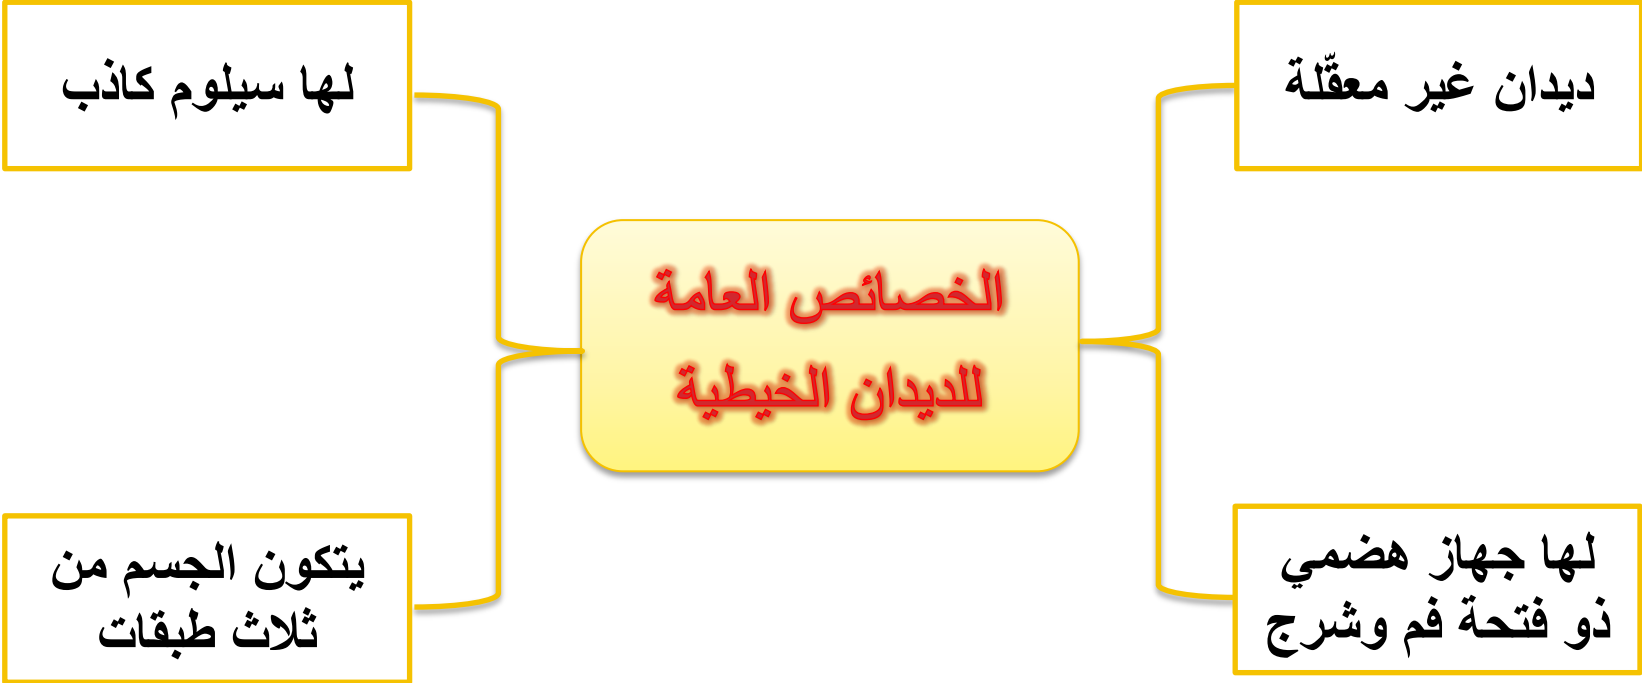 ديدان غير معقّلة
لها سيلوم كاذب
الخصائص العامة
للديدان الخيطية
لها جهاز هضمي
ذو فتحة فم وشرج
يتكون الجسم من
ثلاث طبقات